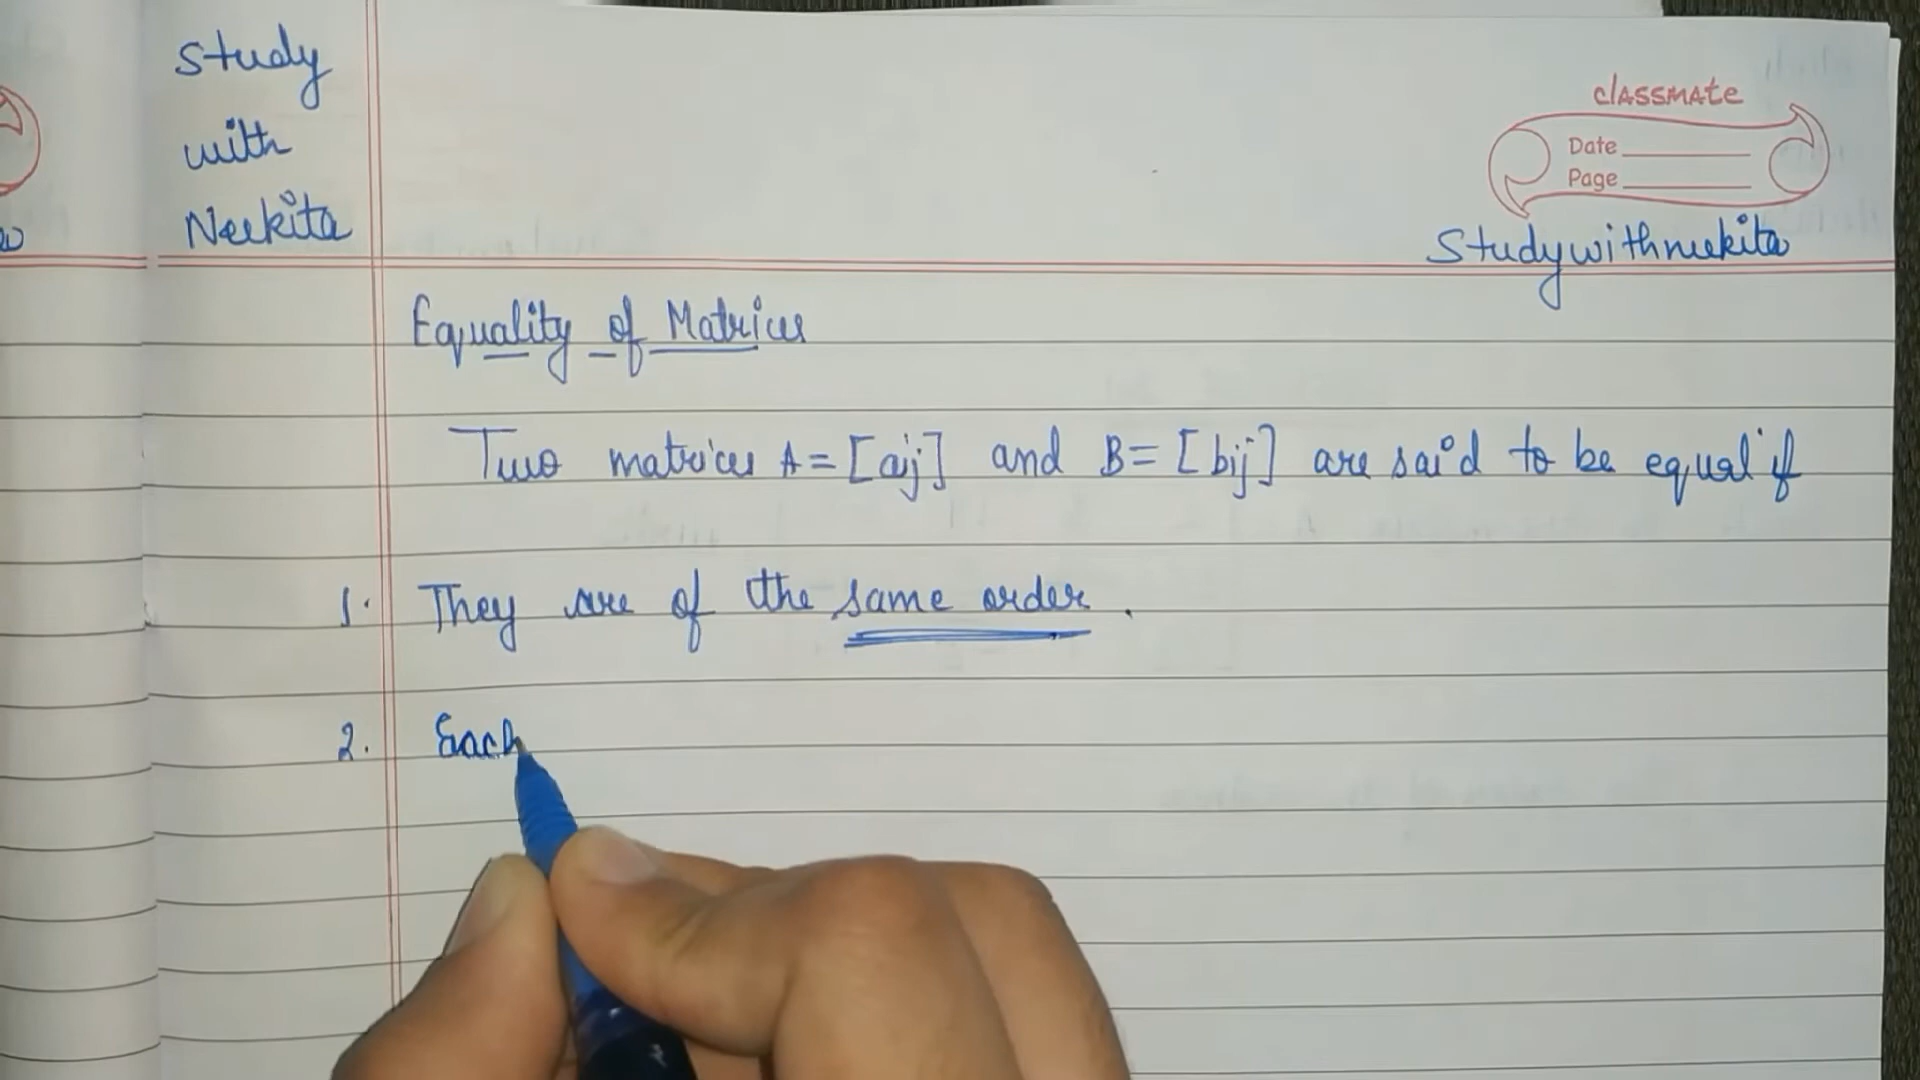 Study
with
Neekita
classmate
Date
Page
Studywithneekita
Equality of Matrices
Two matrices A = [aij] and B = [bij] are said to be equal if
1. They are of the same order.
2. Each